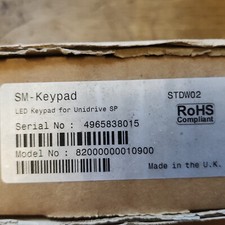 SM-Keypad
STDW02
LED Keypad for Unidrive SP
RoHS
Compliant
Serial No : 4965838015
Model No : 82000000010900
Made in the U.K.